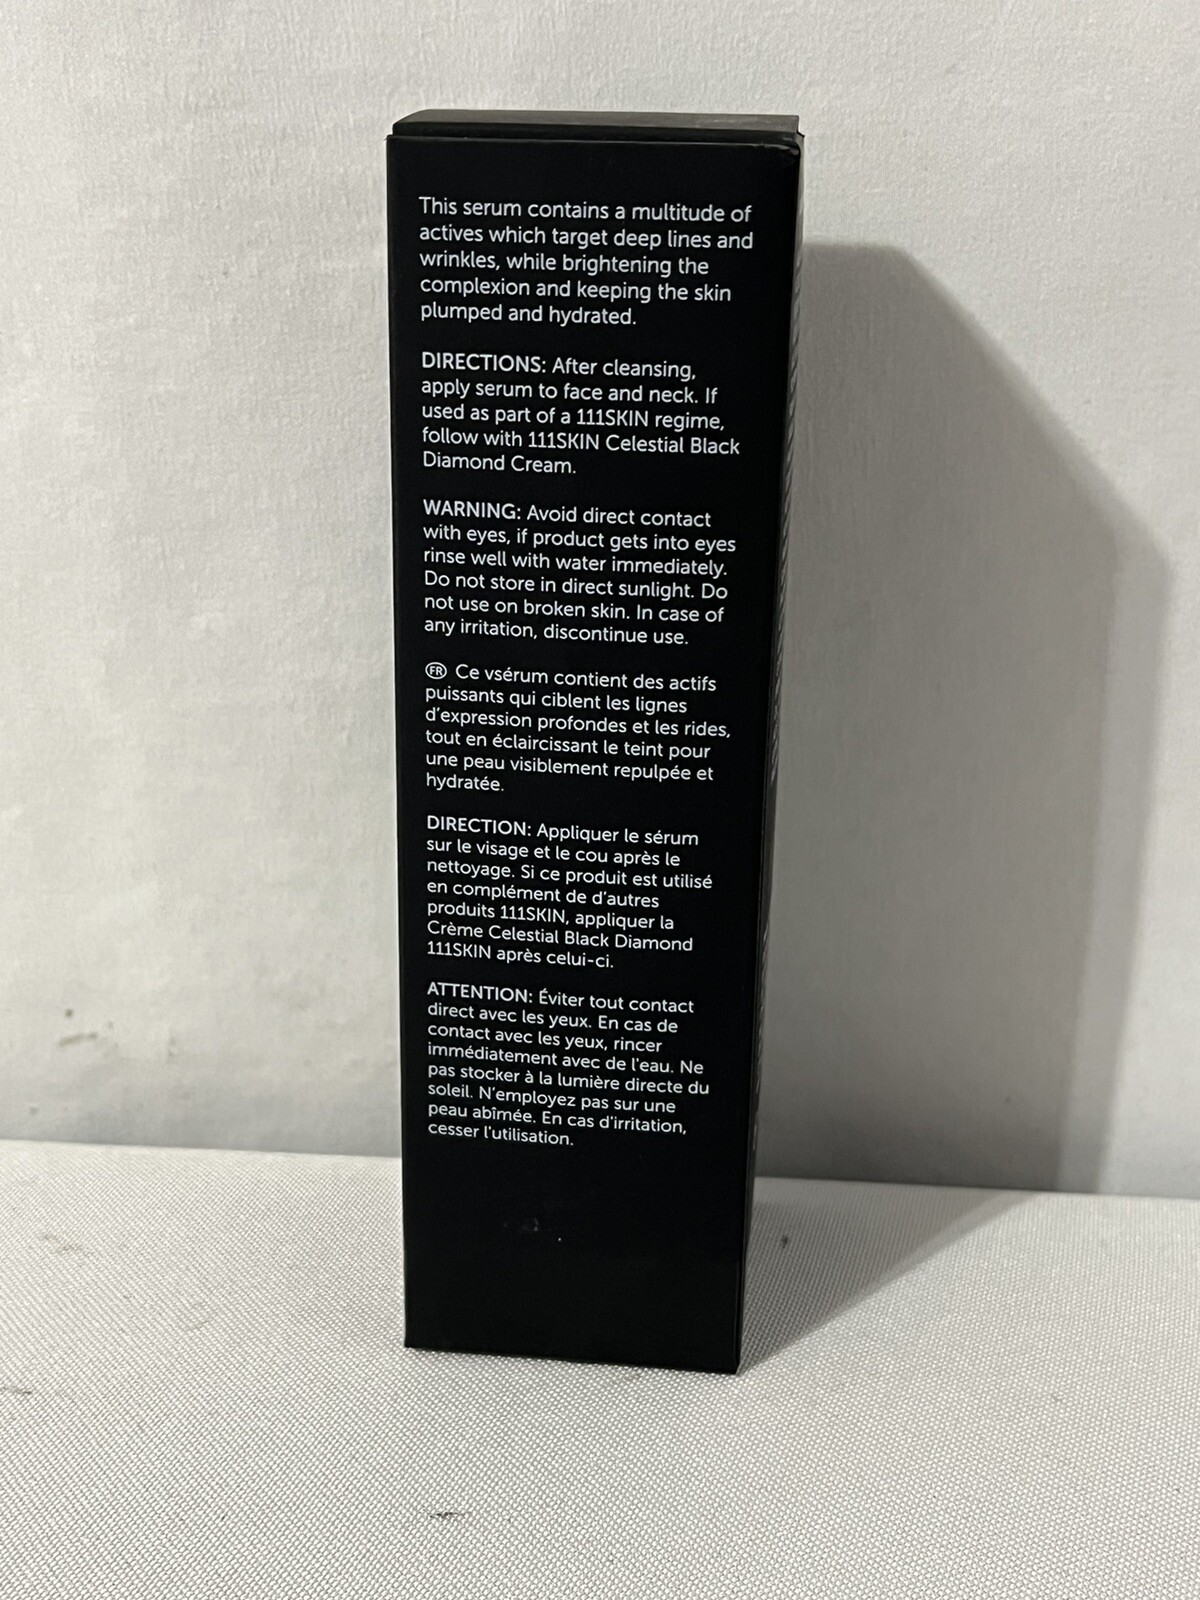 This serum contains a multitude of
actives which target deep lines and
wrinkles, while brightening the
complexion and keeping the skin
plumped and hydrated.
DIRECTIONS: After cleansing,
apply serum to face and neck. If
used as part of a 111SKIN regime,
follow with 111SKIN Celestial Black
Diamond Cream.
WARNING: Avoid direct contact
with eyes, if product gets into eyes
rinse well with water immediately.
Do not store in direct sunlight. Do
not use on broken skin. In case of
any irritation, discontinue use.
FR Ce vsérum contient des actifs
puissants qui ciblent les lignes
d'expression profondes et les rides,
tout en éclaircissant le teint pour
une peau visiblement repulpée et
hydratée.
DIRECTION: Appliquer le sérum
sur le visage et le cou après le
nettoyage. Si ce produit est utilisé
en complément de d'autres
produits 111SKIN, appliquer la
Crème Celestial Black Diamond
111SKIN après celui-ci.
ATTENTION: Éviter tout contact
direct avec les yeux. En cas de
contact avec les yeux, rincer
immédiatement avec de l'eau. Ne
pas stocker à la lumière directe du
soleil. N'employez pas sur une
peau abîmée. En cas d'irritation,
cesser l'utilisation.